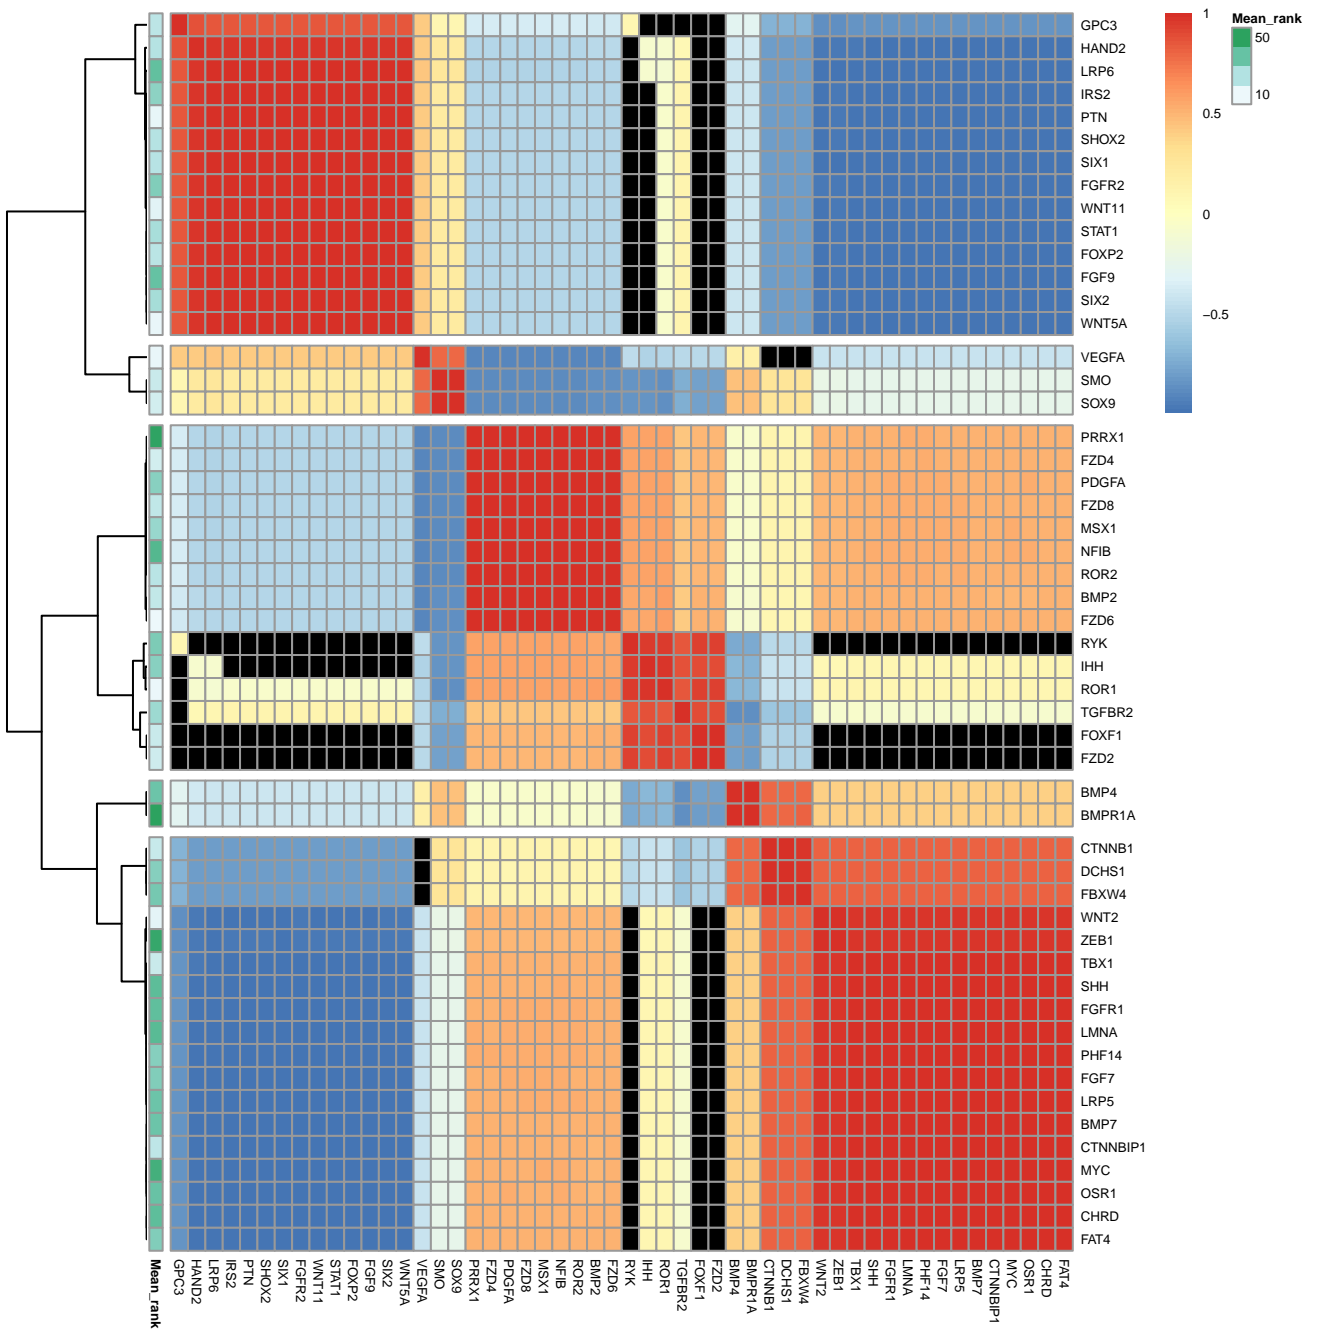 GPC3
HAND2
LRP6
IRS2
PTN
SHOX2
SIX1
FGFR2
WNT11
STAT1
FOXP2
FGF9
SIX2
WNT5A
VEGFA
SMO
SOX9
PRRX1
FZD4
PDGFA
FZD8
MSX1
NFIB
ROR2
BMP2
FZD6
RYK
IHH
ROR1
TGFBR2
FOXF1
FZD2
BMP4
BMPR1A
CTNNB1
DCHS1
FBXW4
WNT2
ZEB1
TBX1
SHH
FGFR1
LMNA
PHF14
FGF7
LRP5
BMP7
CTNNBIP1
MYC
OSR1
CHRD
FAT4
1
0.5
0
−0.5
Mean_rank
50
10
Mean_rank
GPC3
HAND2
LRP6
IRS2
PTN
SHOX2
SIX1
FGFR2
WNT11
STAT1
FOXP2
FGF9
SIX2
WNT5A
VEGFA
SMO
SOX9
PRRX1
FZD4
PDGFA
FZD8
MSX1
NFIB
ROR2
BMP2
FZD6
RYK
IHH
ROR1
TGFBR2
FOXF1
FZD2
BMP4
BMPR1A
CTNNB1
DCHS1
FBXW4
WNT2
ZEB1
TBX1
SHH
FGFR1
LMNA
PHF14
FGF7
LRP5
BMP7
CTNNBIP1
MYC
OSR1
CHRD
FAT4